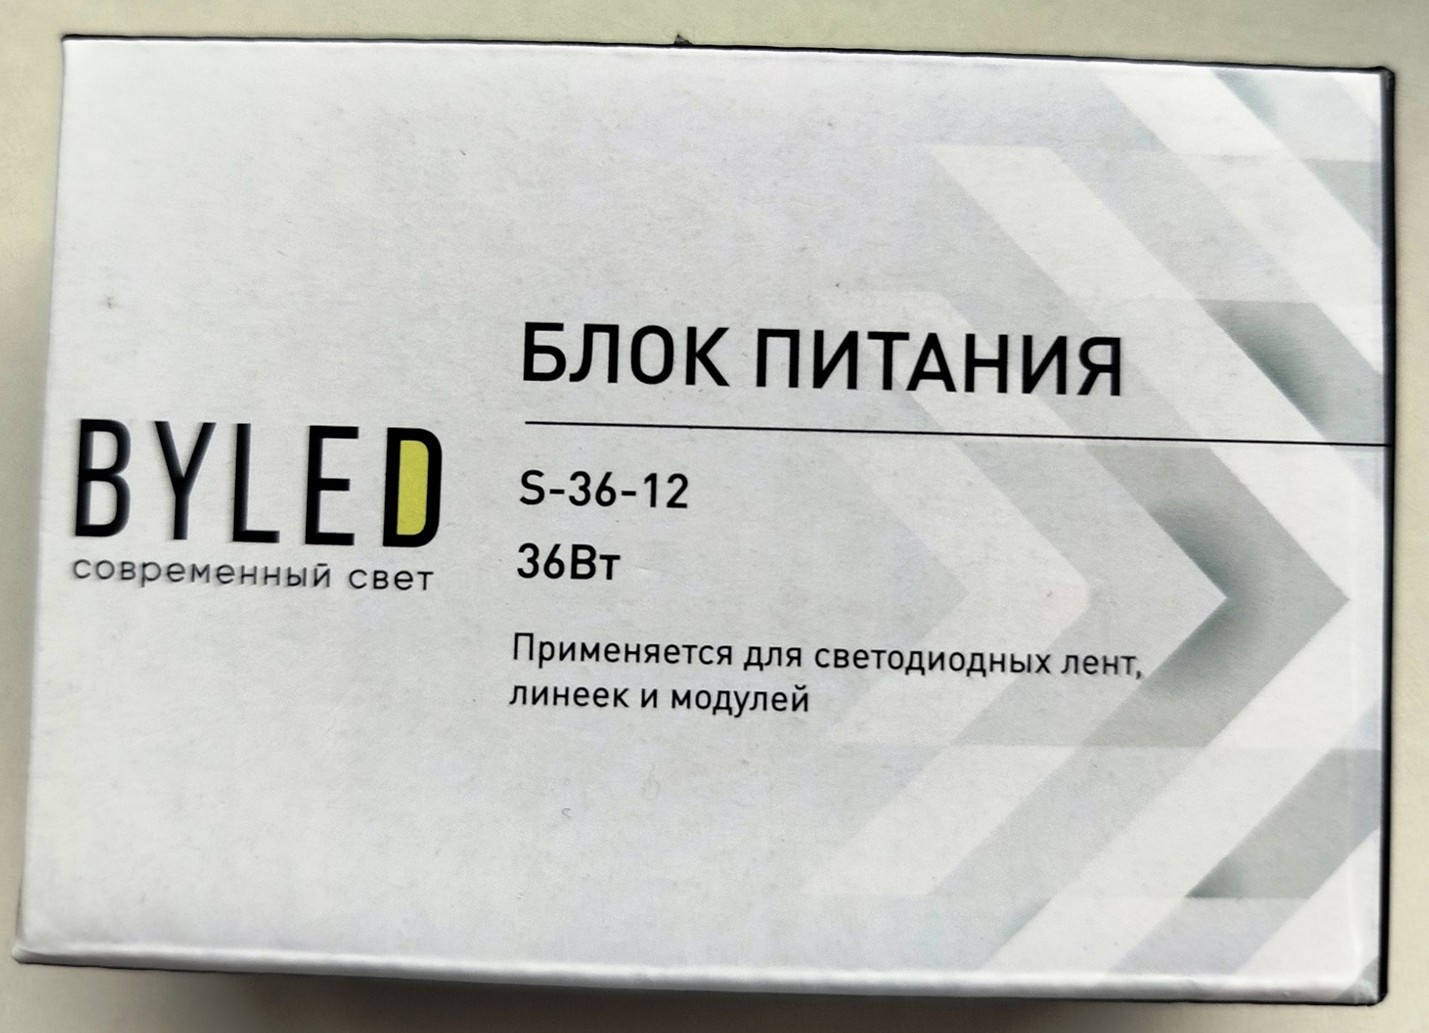 БЛОК ПИТАНИЯ
BYLED
современный свет
S-36-12
36Вт
Применяется для светодиодных лент,
линеек и модулей